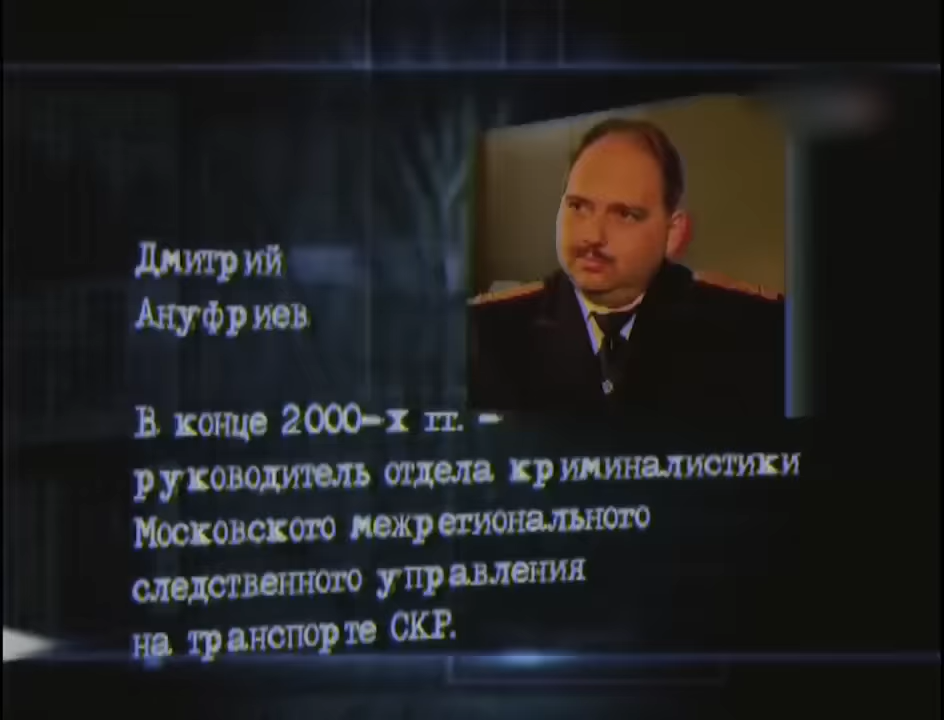 Дмитрий
Ануфриев
В конце 2000-х гг. -
руководитель отдела криминалистики
Московского межрегионального
следственного управления
на транспорте СКР.